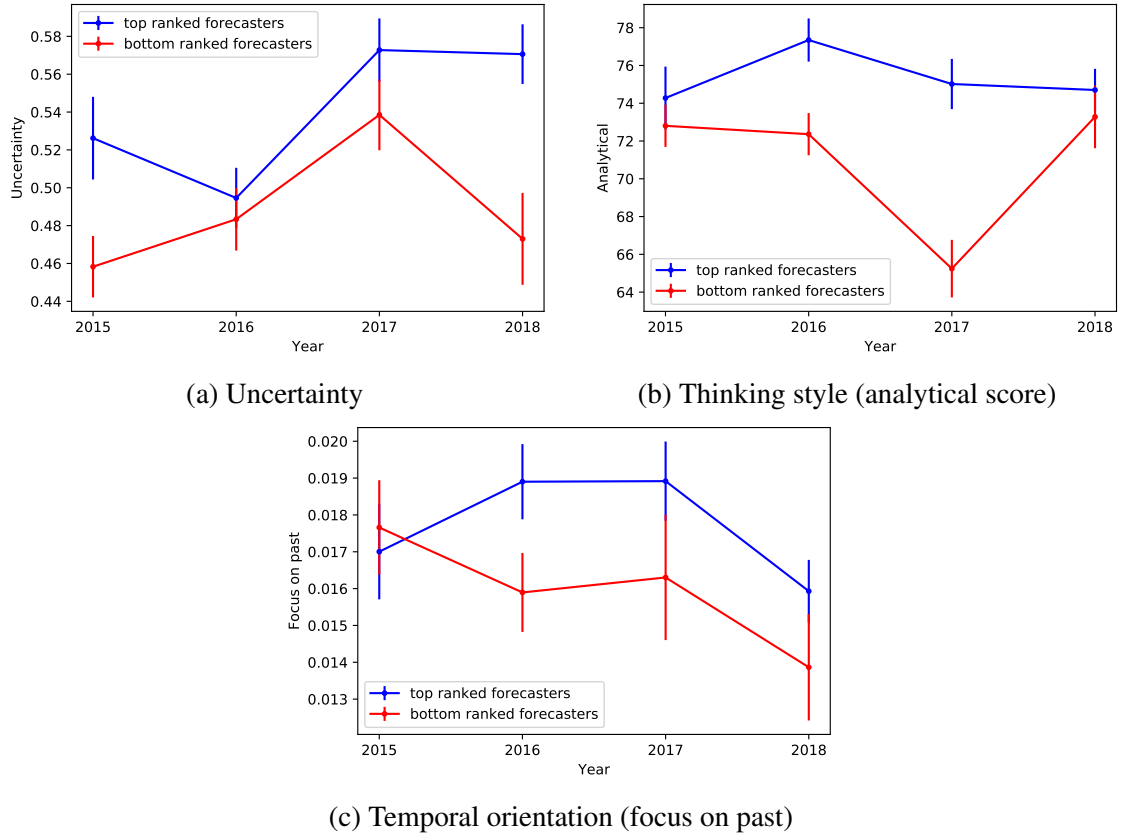 top ranked forecasters
bottom ranked forecasters
0.58
0.56
0.54
0.52
0.50
0.48
0.46
0.44
Uncertainty
2015 2016 2017 2018
Year
(a) Uncertainty
78
76
74
72
70
68
66
64
Analytical
top ranked forecasters
bottom ranked forecasters
2015 2016 2017 2018
Year
(b) Thinking style (analytical score)
0.020
0.019
0.018
0.017
0.016
0.015
0.014
0.013
Focus on past
top ranked forecasters
bottom ranked forecasters
2015 2016 2017 2018
Year
(c) Temporal orientation (focus on past)